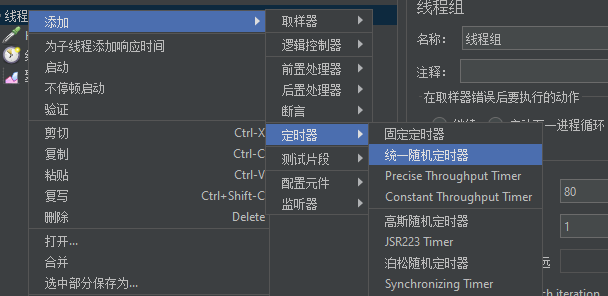 线程
添加
为子线程添加响应时间
启动
不停顿启动
验证
剪切 Ctrl-X
复制 Ctrl-C
粘贴 Ctrl-V
复写 Ctrl+Shift-C
删除 Delete
打开...
合并
选中部分保存为...
取样器
逻辑控制器
前置处理器
后置处理器
断言
定时器
测试片段
配置元件
监听器
固定定时器
统一随机定时器
Precise Throughput Timer
Constant Throughput Timer
高斯随机定时器
JSR223 Timer
泊松随机定时器
Synchronizing Timer
线程组
名称： 线程组
注释：
在取样器错误后要执行的动作
80
1
远
ch iteration